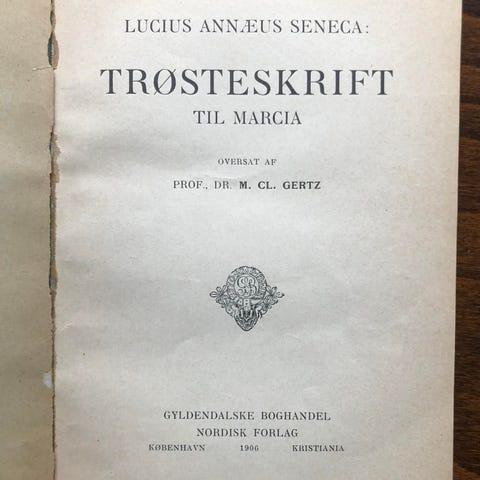 LUCIUS ANNÆUS SENECA:
TRØSTESKRIFT
TIL MARCIA
OVERSAT AF
PROF., DR. M. CL. GERTZ
GYLDENDALSKE BOGHANDEL
NORDISK FORLAG
KØBENHAVN 1906 KRISTIANIA